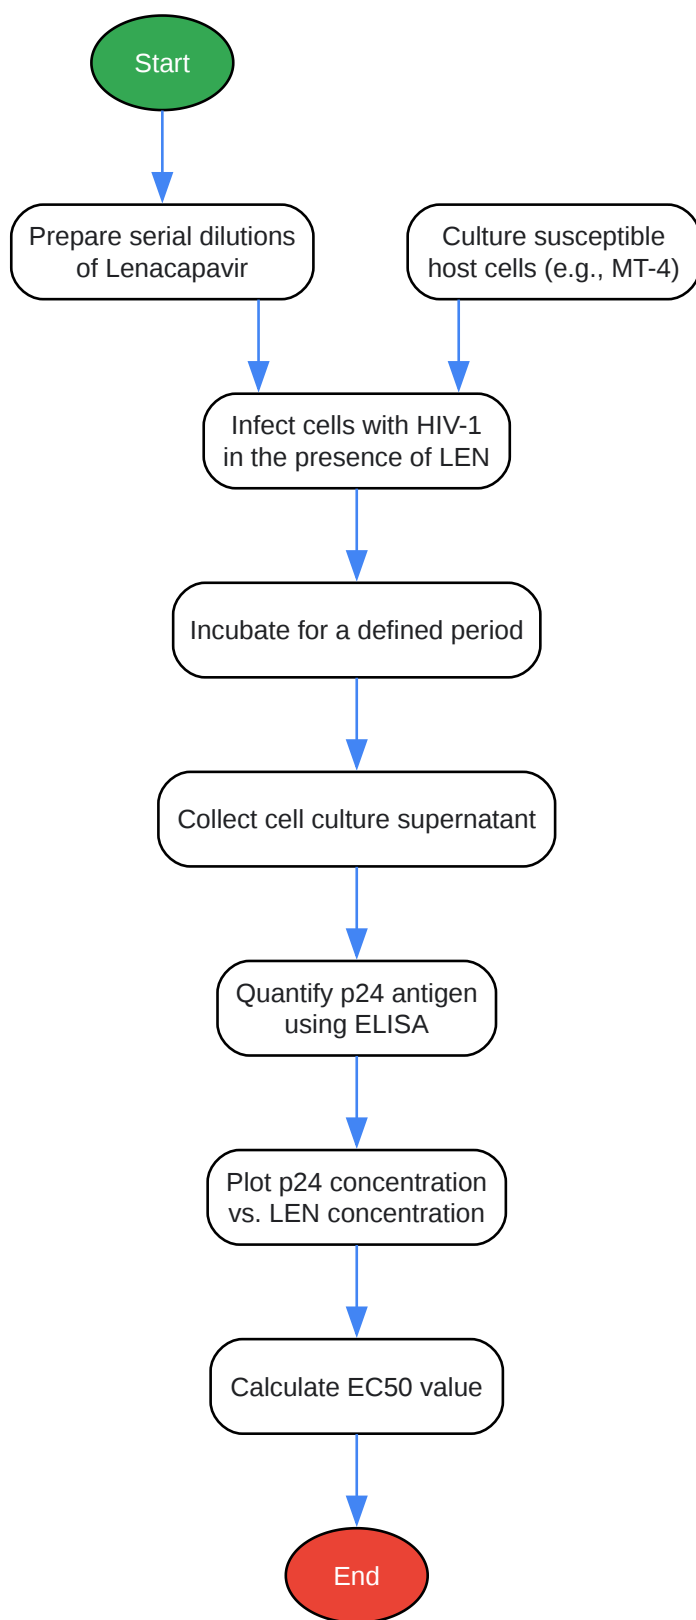 Start
Prepare serial dilutions
of Lenacapavir
Culture susceptible
host cells (e.g., MT-4)
Infect cells with HIV-1
in the presence of LEN
Incubate for a defined period
Collect cell culture supernatant
Quantify p24 antigen
using ELISA
Plot p24 concentration
vs. LEN concentration
Calculate EC50 value
End